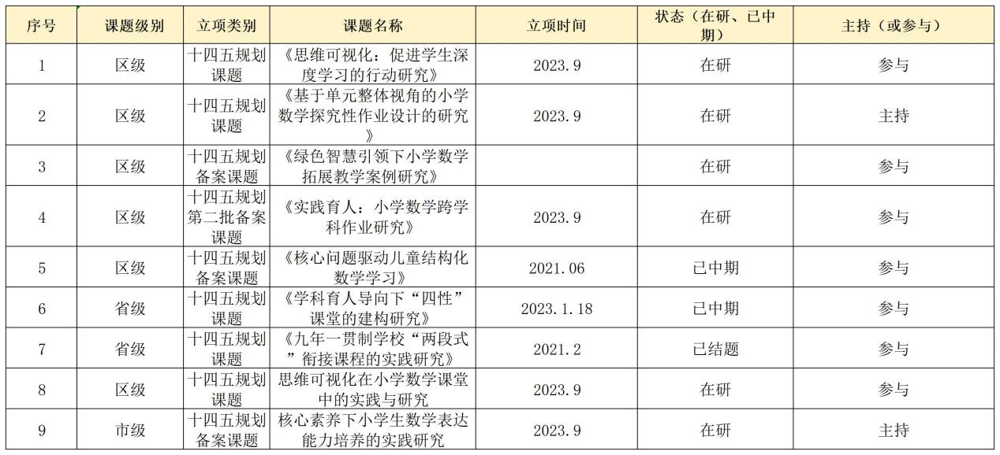 序号 课题级别 立项类别 课题名称 立项时间 状态（在研、已中
期） 主持（或参与）
1 区级 十四五规划
课题 《思维可视化：促进学生深
度学习的行动研究》 2023.9 在研 参与
2 区级 十四五规划
课题 《基于单元整体视角的小学
数学探究性作业设计的研究
》 2023.9 在研 主持
3 区级 十四五规划
备案课题 《绿色智慧引领下小学数学
拓展教学案例研究》 在研 参与
4 区级 十四五规划
第二批备案
课题 《实践育人：小学数学跨学
科作业研究》 2023.9 在研 参与
5 区级 十四五规划
备案课题 《核心问题驱动儿童结构化
数学学习》 2021.06 已中期 参与
6 省级 十四五规划
课题 《学科育人导向下“四性”
课堂的建构研究》 2023.1.18 已中期 参与
7 省级 十四五规划
课题 《九年一贯制学校“两段式
”衔接课程的实践研究》 2021.2 已结题 参与
8 区级 十四五规划
课题 思维可视化在小学数学课堂
中的实践与研究 2023.9 在研 参与
9 市级 十四五规划
备案课题 核心素养下小学生数学表达
能力培养的实践研究 2023.9 在研 主持